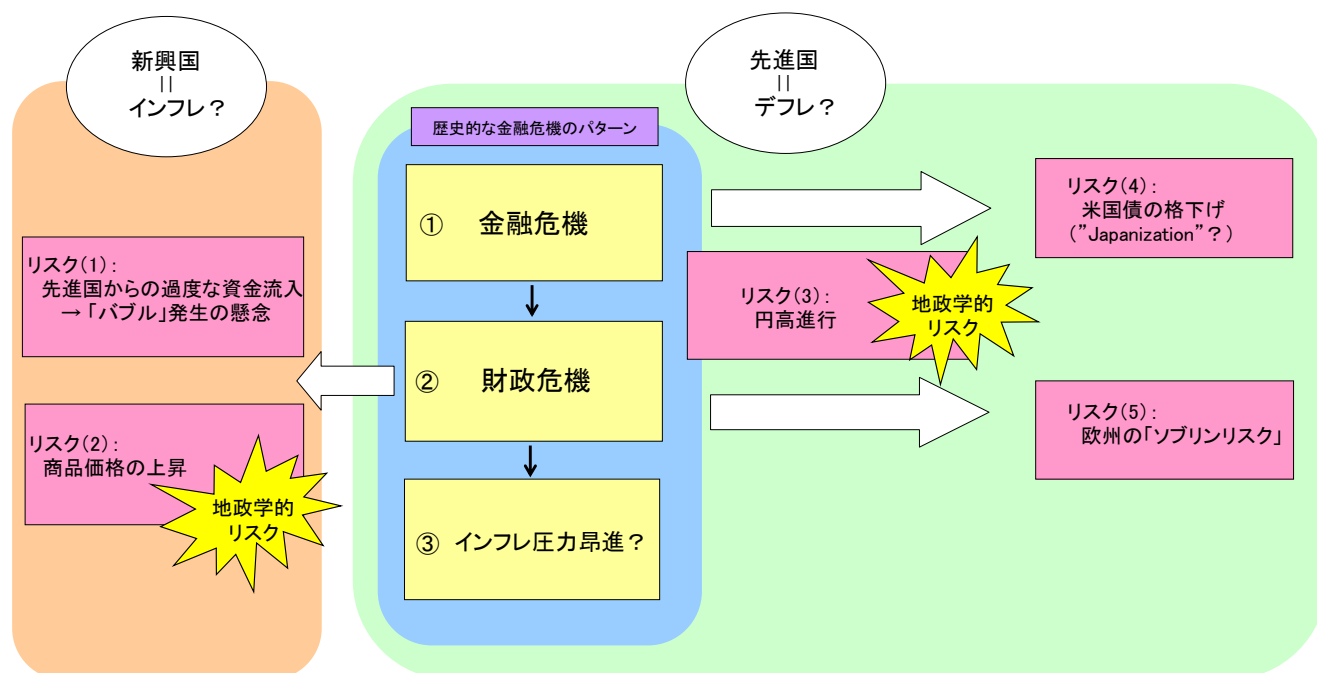 新興国
||
インフレ？
先進国
||
デフレ？
歴史的な金融危機のパターン
① 金融危機
② 財政危機
③ インフレ圧力昂進？
リスク(1)：
先進国からの過度な資金流入
→「バブル」発生の懸念
リスク(2)：
商品価格の上昇
地政学的
リスク
リスク(3)：
円高進行
地政学的
リスク
リスク(4)：
米国債の格下げ
(”Japanization”？)
リスク(5)：
欧州の「ソブリンリスク」